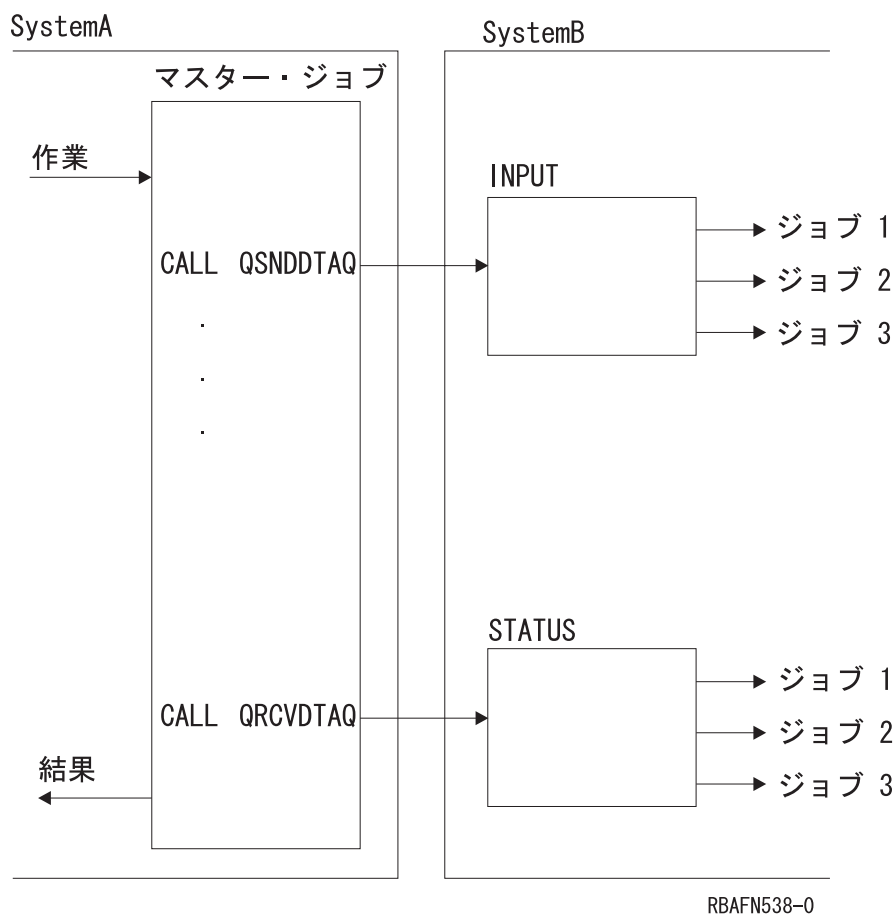 SystemA
SystemB
マスター・ジョブ
作業
INPUT
ジョブ 1
CALL QSNDDTAQ
ジョブ 2
.
ジョブ 3
.
.
STATUS
ジョブ 1
CALL QRCVDTAQ
ジョブ 2
結果
ジョブ 3
RBAFN538-0